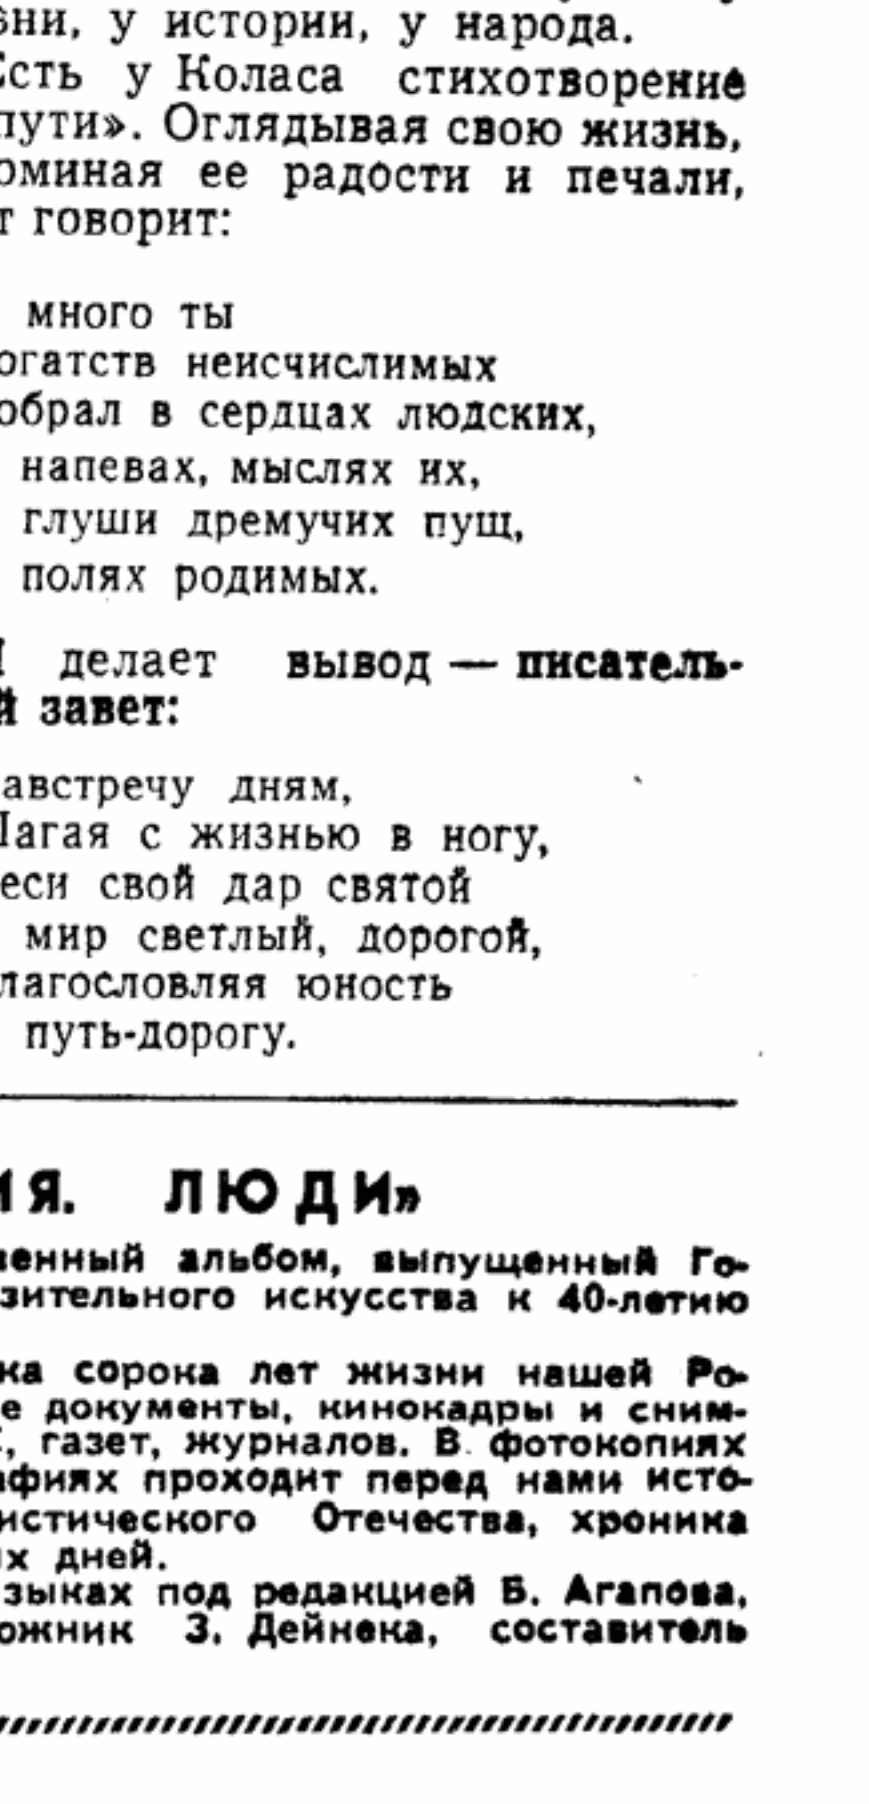 зни, у истории, у народа.
Есть у Коласа стихотворение
пути». Оглядывая свою жизнь,
оминая ее радости и печали,
т говорит:
много ты
огатств неисчислимых
обрал в сердцах людских,
напевах, мыслях их,
глуши дремучих пущ,
полях родимых.
И делает вывод — писатель-
й завет:
австречу дням,
Шагая с жизнью в ногу,
еси свой дар святой
мир светлый, дорогой,
лагословляя юность
путь-дорогу.
ИЯ. ЛЮДИ»
венный альбом, выпущенный Го-
зительного искусства к 40-летию
ка сорока лет жизни нашей Ро-
е документы, кинокадры и сним-
, газет, журналов. В фотокопиях
афиях проходит перед нами исто-
истического Отечества, хроника
х дней.
зыках под редакцией Б. Агапова,
ожник З. Дейнека, составитель